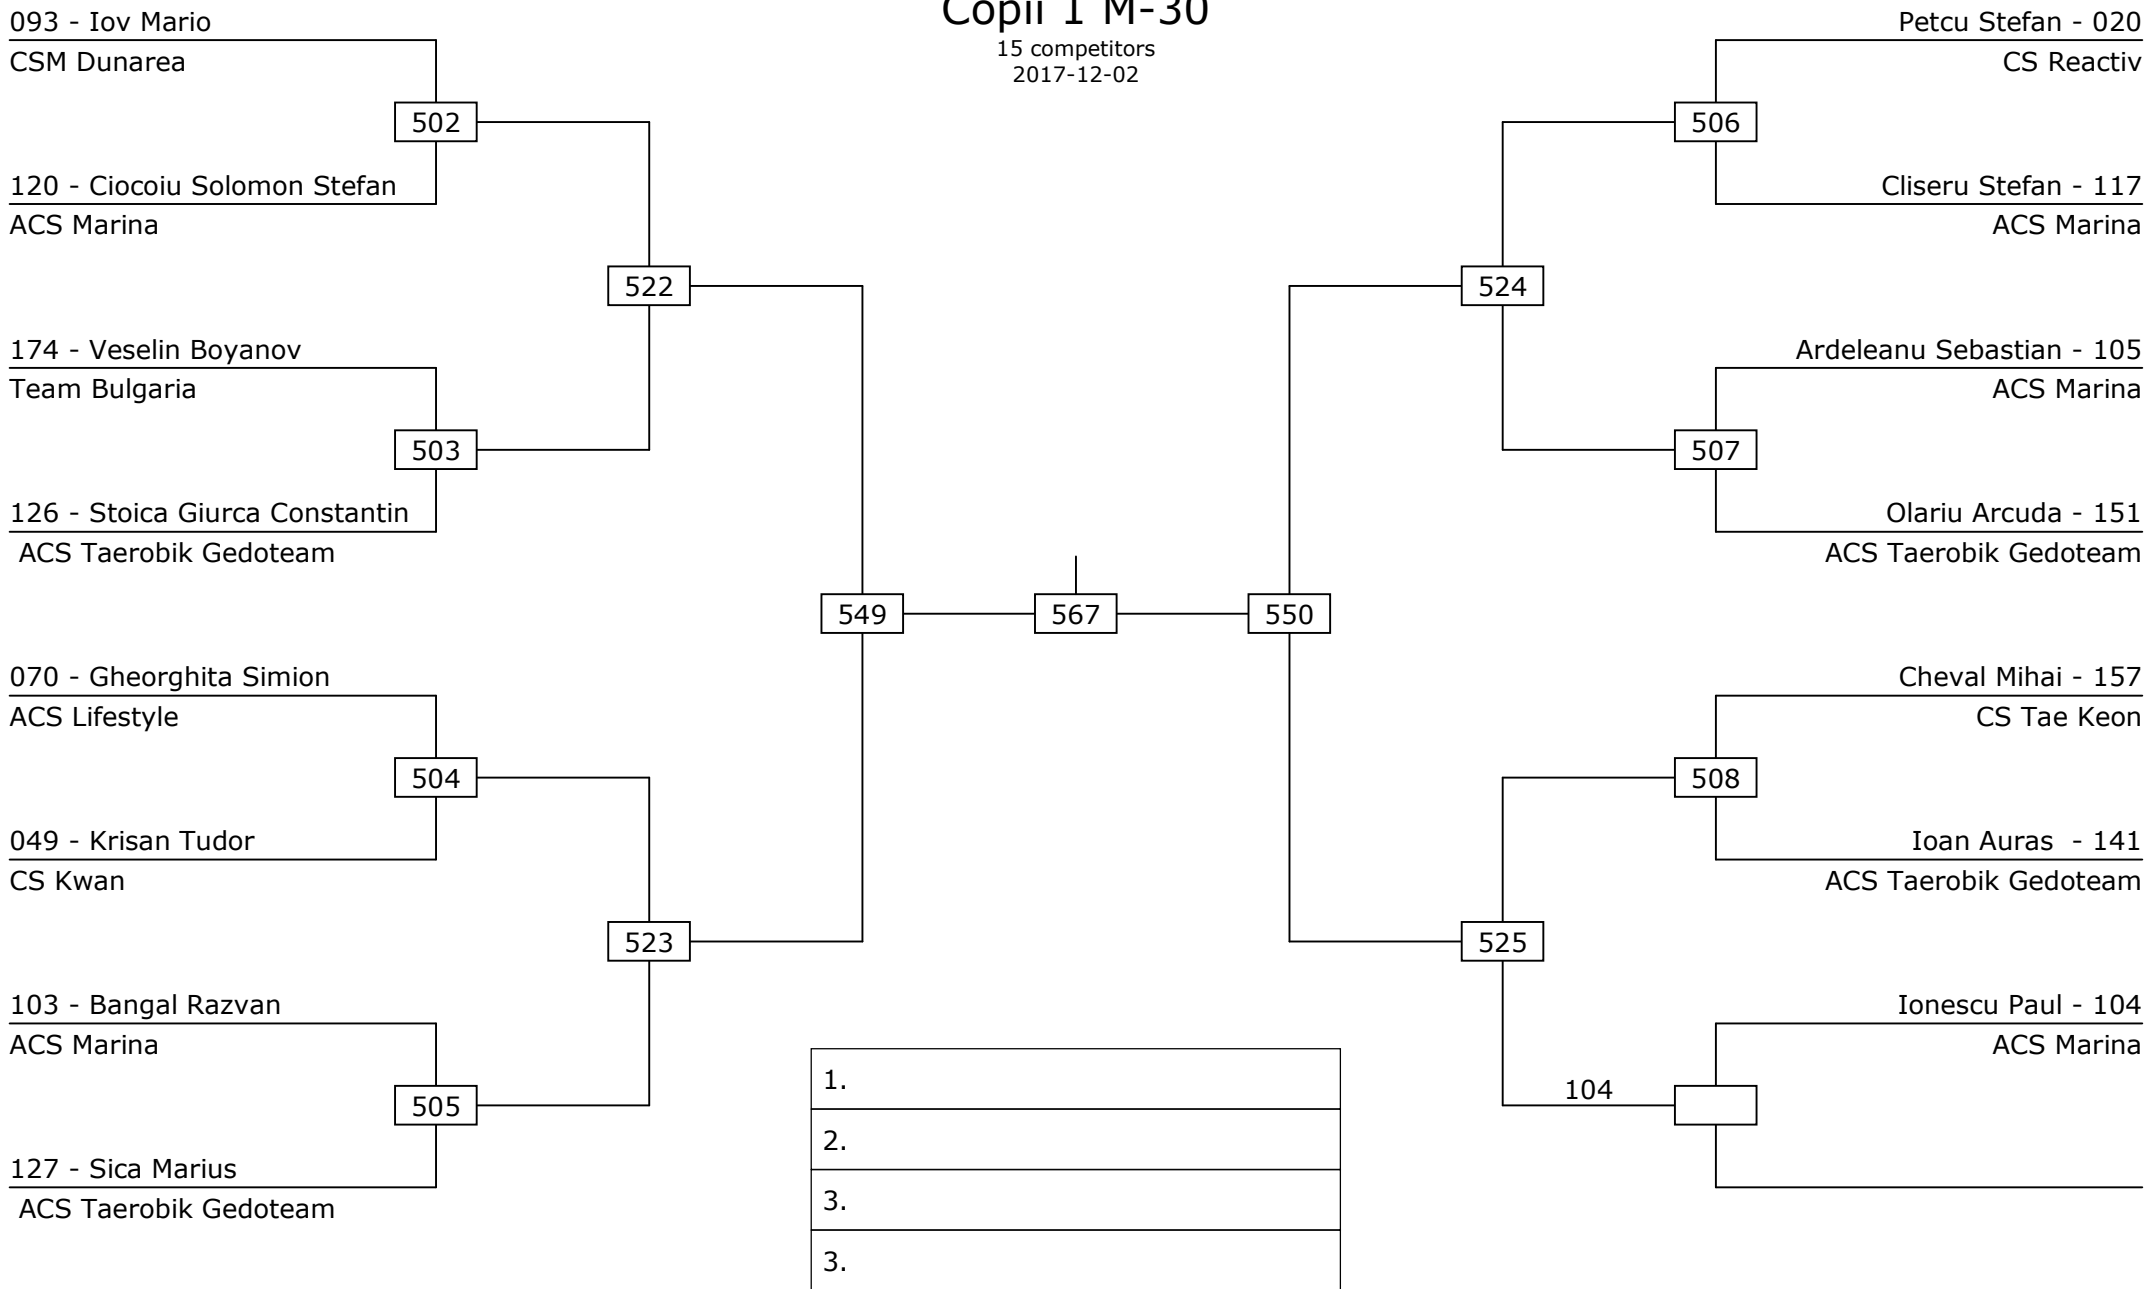 Copii 1 M-30
15 competitors
2017-12-02
093 - Iov Mario
CSM Dunarea
502
120 - Ciocoiu Solomon Stefan
ACS Marina
522
174 - Veselin Boyanov
Team Bulgaria
503
126 - Stoica Giurca Constantin
ACS Taerobik Gedoteam
549
070 - Gheorghita Simion
ACS Lifestyle
504
049 - Krisan Tudor
CS Kwan
523
103 - Bangal Razvan
ACS Marina
505
127 - Sica Marius
ACS Taerobik Gedoteam
567
Petcu Stefan - 020
CS Reactiv
506
Cliseru Stefan - 117
ACS Marina
524
Ardeleanu Sebastian - 105
ACS Marina
507
Olariu Arcuda - 151
ACS Taerobik Gedoteam
550
Cheval Mihai - 157
CS Tae Keon
508
Ioan Auras  - 141
ACS Taerobik Gedoteam
525
Ionescu Paul - 104
ACS Marina
104
1.
2.
3.
3.